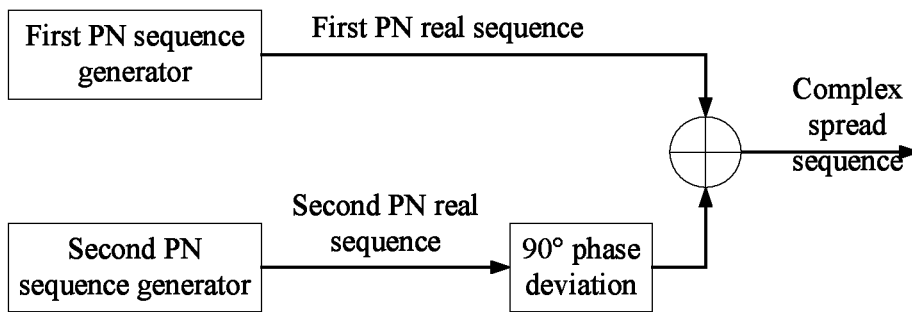 First PN sequence
generator
First PN real sequence
Complex
spread
sequence
Second PN
sequence generator
Second PN real
sequence
90° phase
deviation